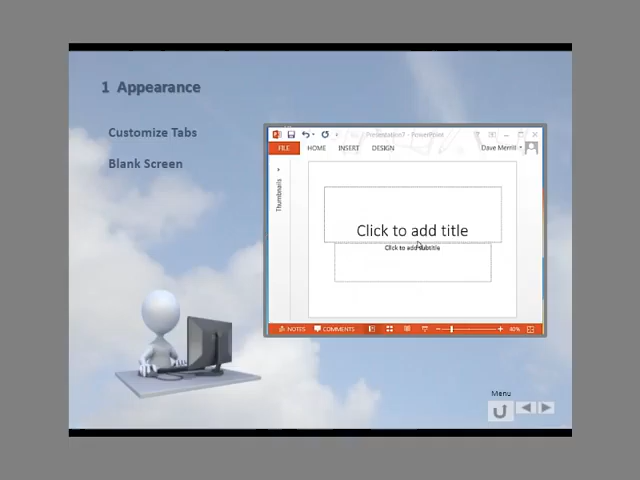 1 Appearance
Customize Tabs
Blank Screen
Presentation7 - PowerPoint
FILE HOME INSERT DESIGN Dave Merrill
Thumbnails
Click to add title
Click to add subtitle
NOTES COMMENTS 40%
Menu